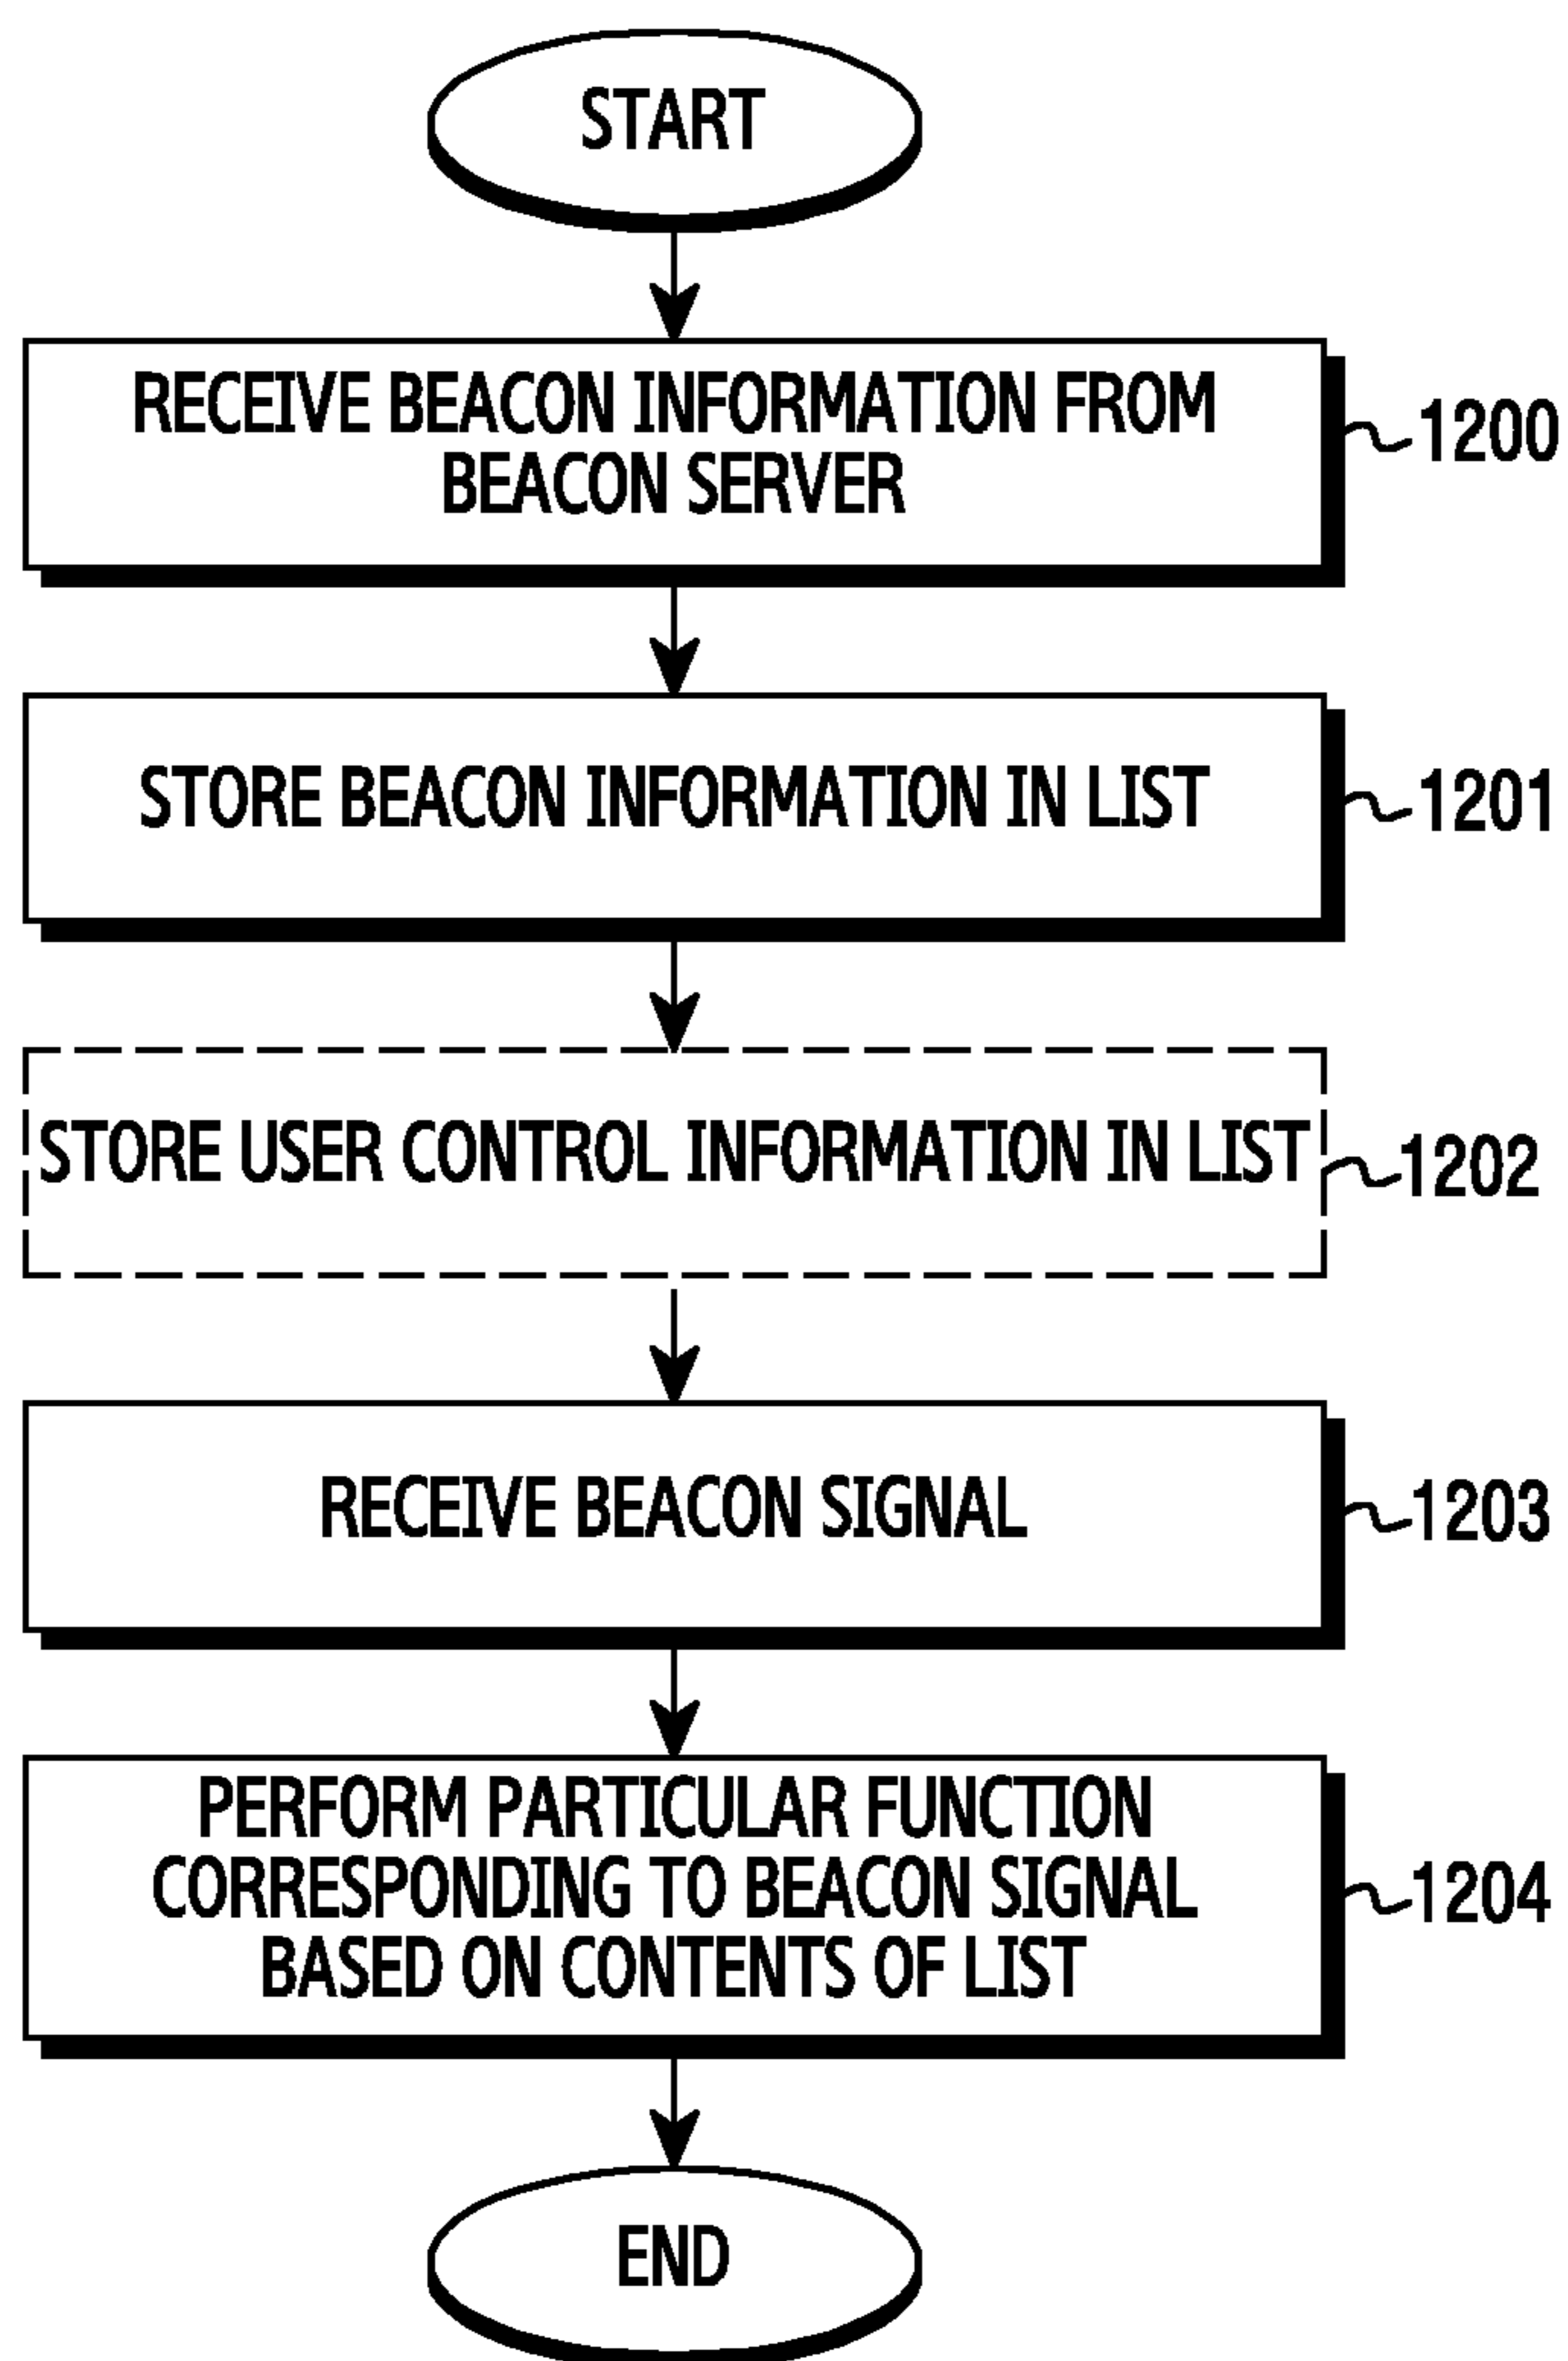 START
RECEIVE BEACON INFORMATION FROM
BEACON SERVER
1200
STORE BEACON INFORMATION IN LIST
1201
STORE USER CONTROL INFORMATION IN LIST
1202
RECEIVE BEACON SIGNAL
1203
PERFORM PARTICULAR FUNCTION
CORRESPONDING TO BEACON SIGNAL
BASED ON CONTENTS OF LIST
1204
END